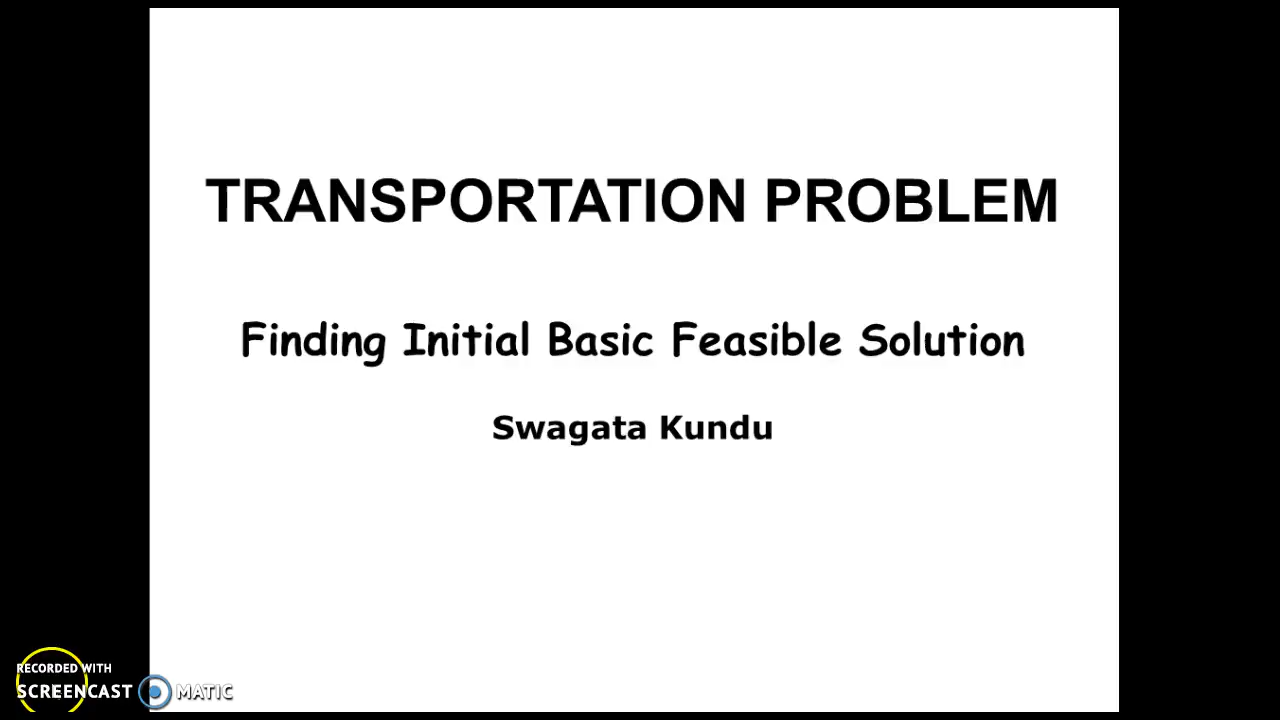 TRANSPORTATION PROBLEM
Finding Initial Basic Feasible Solution
Swagata Kundu
RECORDED WITH
SCREENCAST MATIC